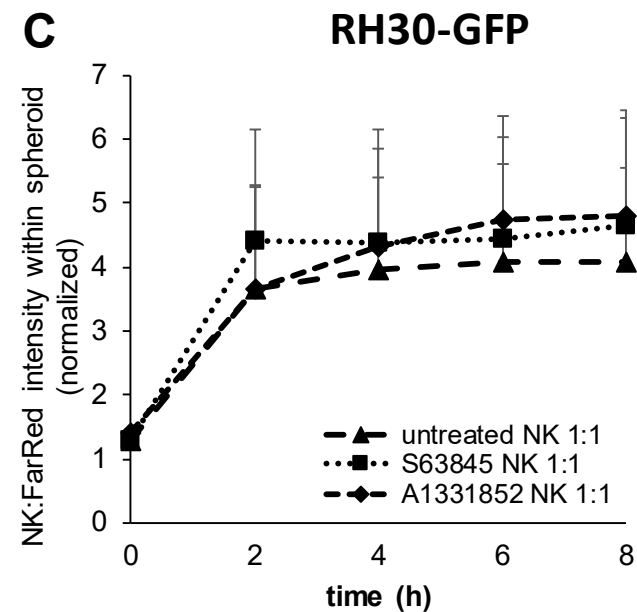 C
RH30-GFP
NK:FarRed intensity within spheroid
(normalized)
7
6
5
4
3
2
1
0
untreated NK 1:1
S63845 NK 1:1
A1331852 NK 1:1
0 2 4 6 8
time (h)